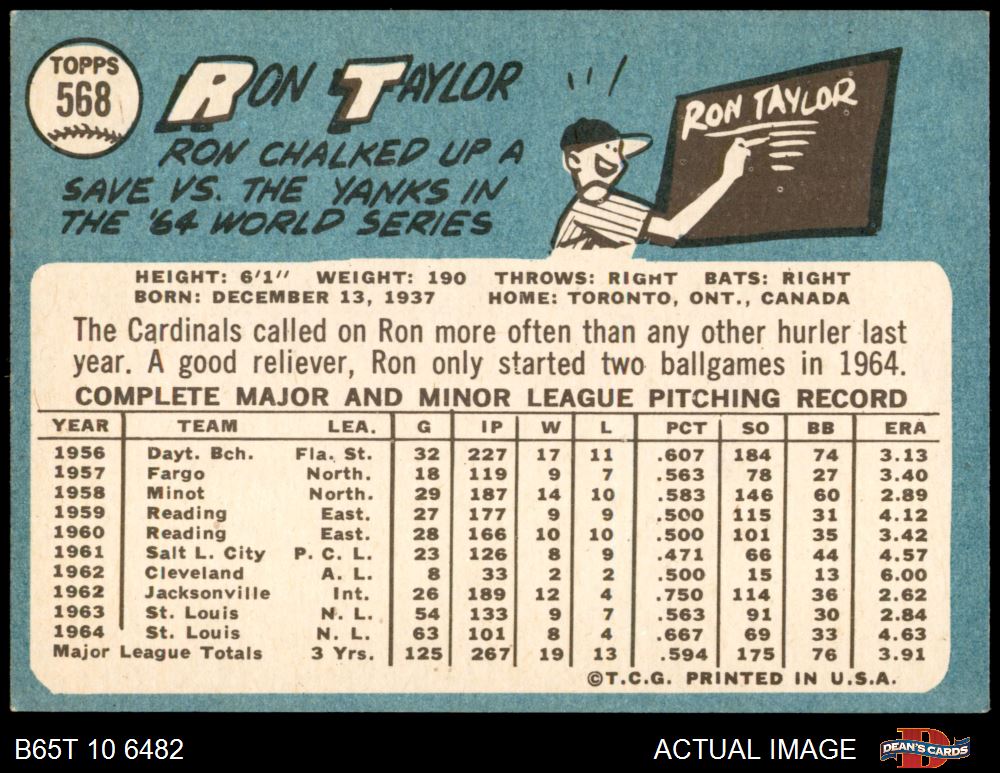 TOPPS
568
RON TAYLOR
RON CHALKED UP A
SAVE VS. THE YANKS IN
THE '64 WORLD SERIES
RON TAYLOR
HEIGHT: 6'1" WEIGHT: 190 THROWS: RIGHT BATS: RIGHT
BORN: DECEMBER 13, 1937 HOME: TORONTO, ONT., CANADA
The Cardinals called on Ron more often than any other hurler last
year. A good reliever, Ron only started two ballgames in 1964.
COMPLETE MAJOR AND MINOR LEAGUE PITCHING RECORD
YEAR TEAM LEA. G IP W L PCT SO BB ERA
1956 Dayt. Bch. Fla. St. 32 227 17 11 .607 184 74 3.13
1957 Fargo North. 18 119 9 7 .563 78 27 3.40
1958 Minot North. 29 187 14 10 .583 146 60 2.89
1959 Reading East. 27 177 9 9 .500 115 31 4.12
1960 Reading East. 28 166 10 10 .500 101 35 3.42
1961 Salt L. City P. C. L. 23 126 8 9 .471 66 44 4.57
1962 Cleveland A. L. 8 33 2 2 .500 15 13 6.00
1962 Jacksonville Int. 26 189 12 4 .750 114 36 2.62
1963 St. Louis N. L. 54 133 9 7 .563 91 30 2.84
1964 St. Louis N. L. 63 101 8 4 .667 69 33 4.63
Major League Totals 3 Yrs. 125 267 19 13 .594 175 76 3.91
©T.C.G. PRINTED IN U.S.A.
B65T 10 6482 ACTUAL IMAGE DEAN'S CARDS